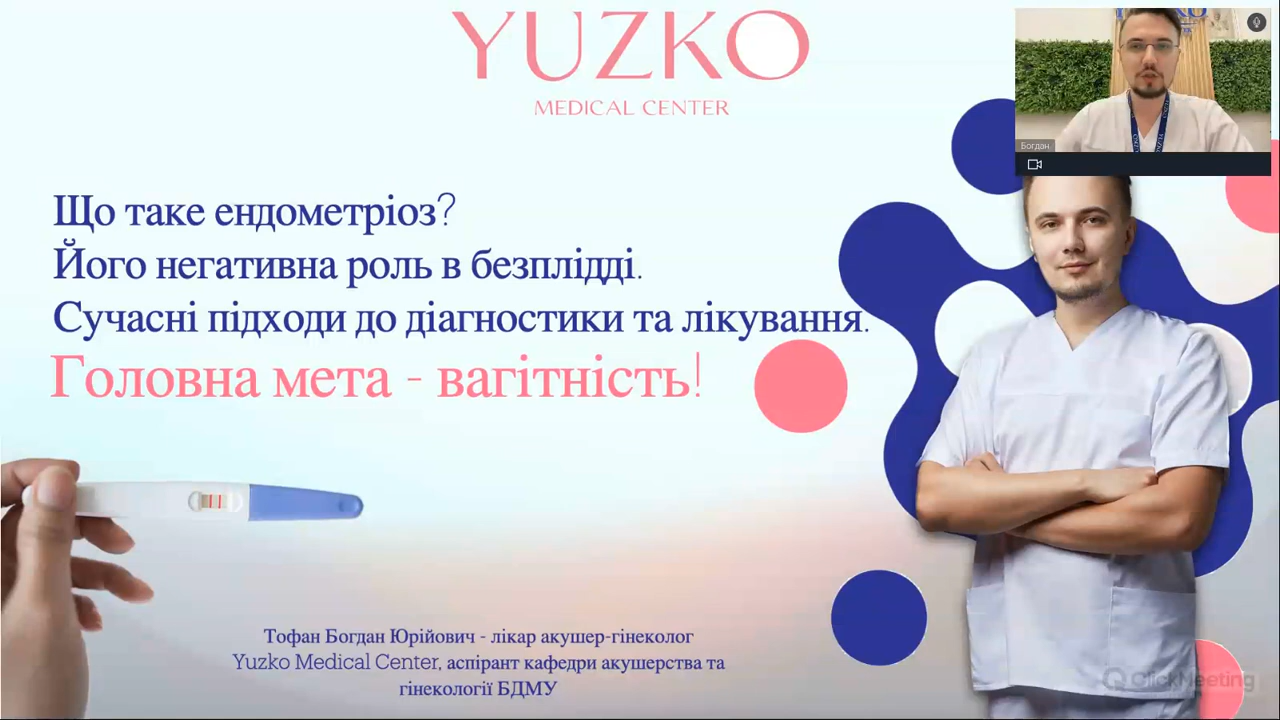 YUZKO
MEDICAL CENTER
Що таке ендометріоз?
Його негативна роль в безплідді.
Сучасні підходи до діагностики та лікування.
Головна мета - вагітність!
Тофан Богдан Юрійович - лікар акушер-гінеколог
Yuzko Medical Center, аспірант кафедри акушерства та
гінекології БДМУ
Богдан
ClickMeeting